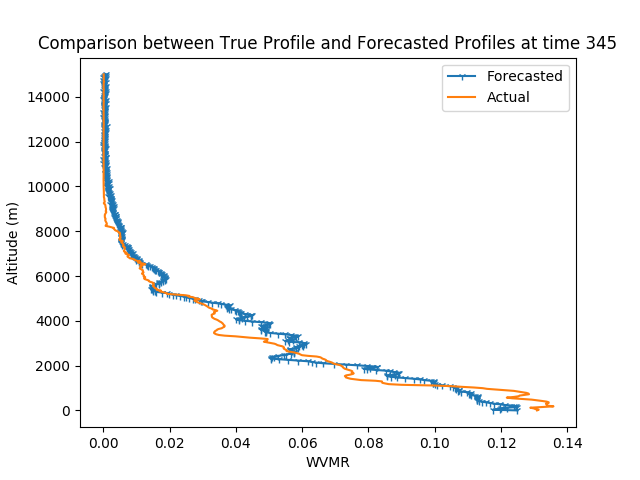 Comparison between True Profile and Forecasted Profiles at time 345
Forecasted
Actual
14000
12000
10000
8000
6000
4000
2000
0
Altitude (m)
0.00 0.02 0.04 0.06 0.08 0.10 0.12 0.14
WVMR